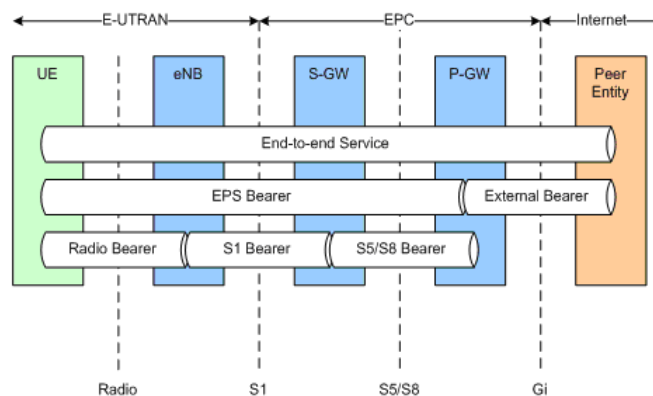 E-UTRAN EPC Internet
UE eNB S-GW P-GW Peer
Entity
End-to-end Service
EPS Bearer External Bearer
Radio Bearer S1 Bearer S5/S8 Bearer
Radio S1 S5/S8 Gi